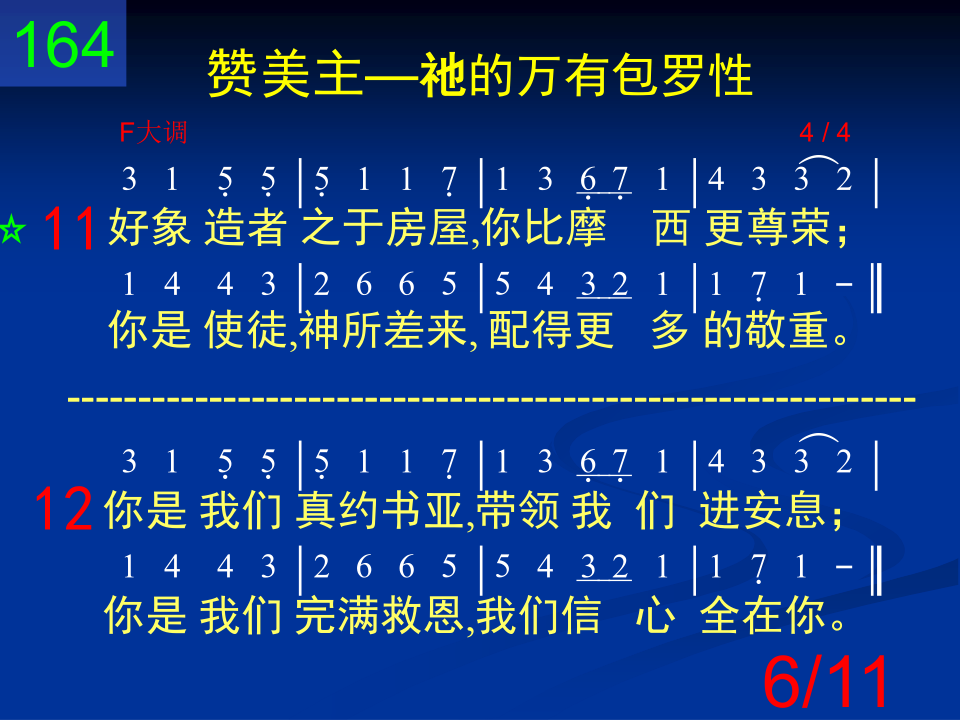 164
赞美主—祂的万有包罗性
F大调 4 / 4
3 1 5̣ 5̣ | 5̣ 1 1 7̣ | 1 3 6̣ 7̣ 1 | 4 3 3 2 |
☆ 11 好象 造者 之于房屋,你比摩 西 更尊荣；
1 4 4 3 | 2 6 6 5 | 5 4 3 2 1 | 1 7̣ 1 - ‖
你是 使徒,神所差来, 配得更 多 的敬重。
------------------------------------------------------------
3 1 5̣ 5̣ | 5̣ 1 1 7̣ | 1 3 6̣ 7̣ 1 | 4 3 3 2 |
12 你是 我们 真约书亚,带领 我 们 进安息；
1 4 4 3 | 2 6 6 5 | 5 4 3 2 1 | 1 7̣ 1 - ‖
你是 我们 完满救恩,我们信 心 全在你。
6/11